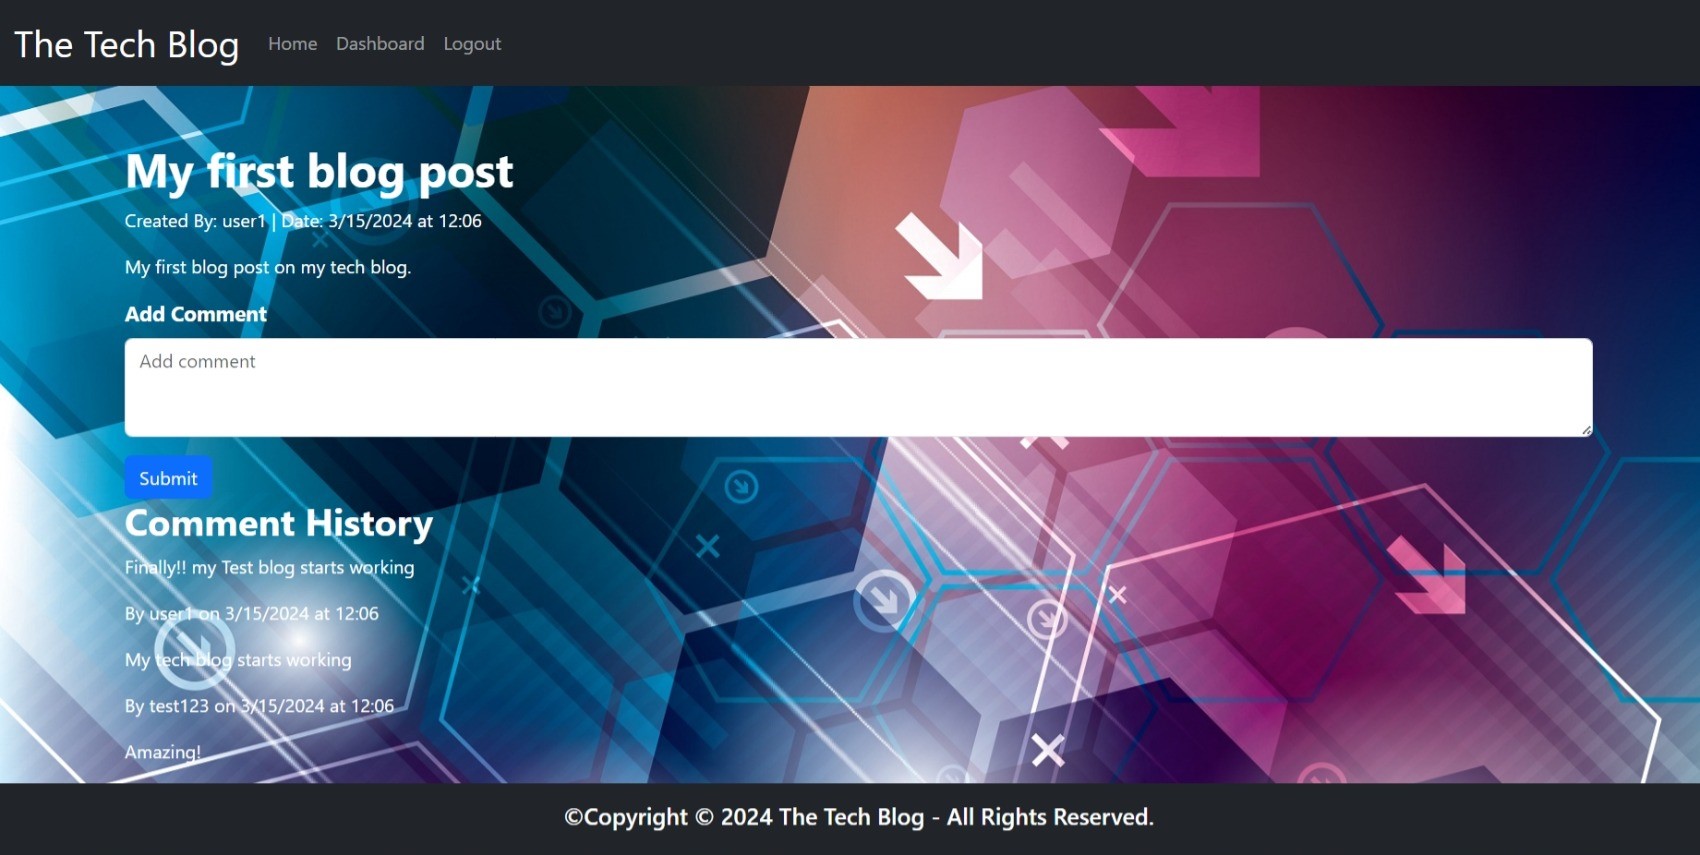 The Tech Blog Home Dashboard Logout
My first blog post
Created By: user1 | Date: 3/15/2024 at 12:06
My first blog post on my tech blog.
Add Comment
Add comment
Submit
Comment History
Finally!! my Test blog starts working
By user1 on 3/15/2024 at 12:06
My tech blog starts working
By test123 on 3/15/2024 at 12:06
Amazing!
©Copyright © 2024 The Tech Blog - All Rights Reserved.